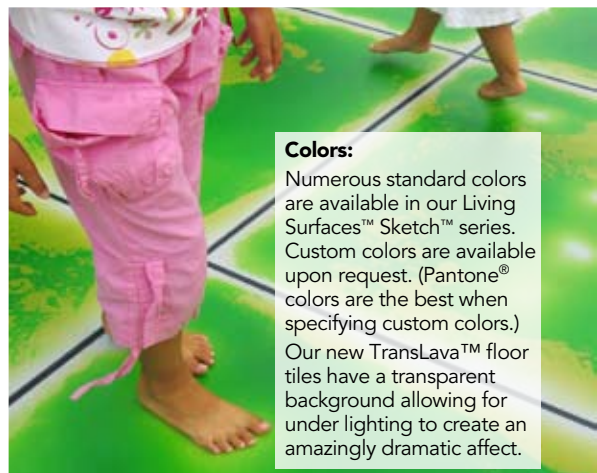 Colors:
Numerous standard colors
are available in our Living
Surfaces™ Sketch™ series.
Custom colors are available
upon request. (Pantone®
colors are the best when
specifying custom colors.)
Our new TransLava™ floor
tiles have a transparent
background allowing for
under lighting to create an
amazingly dramatic affect.